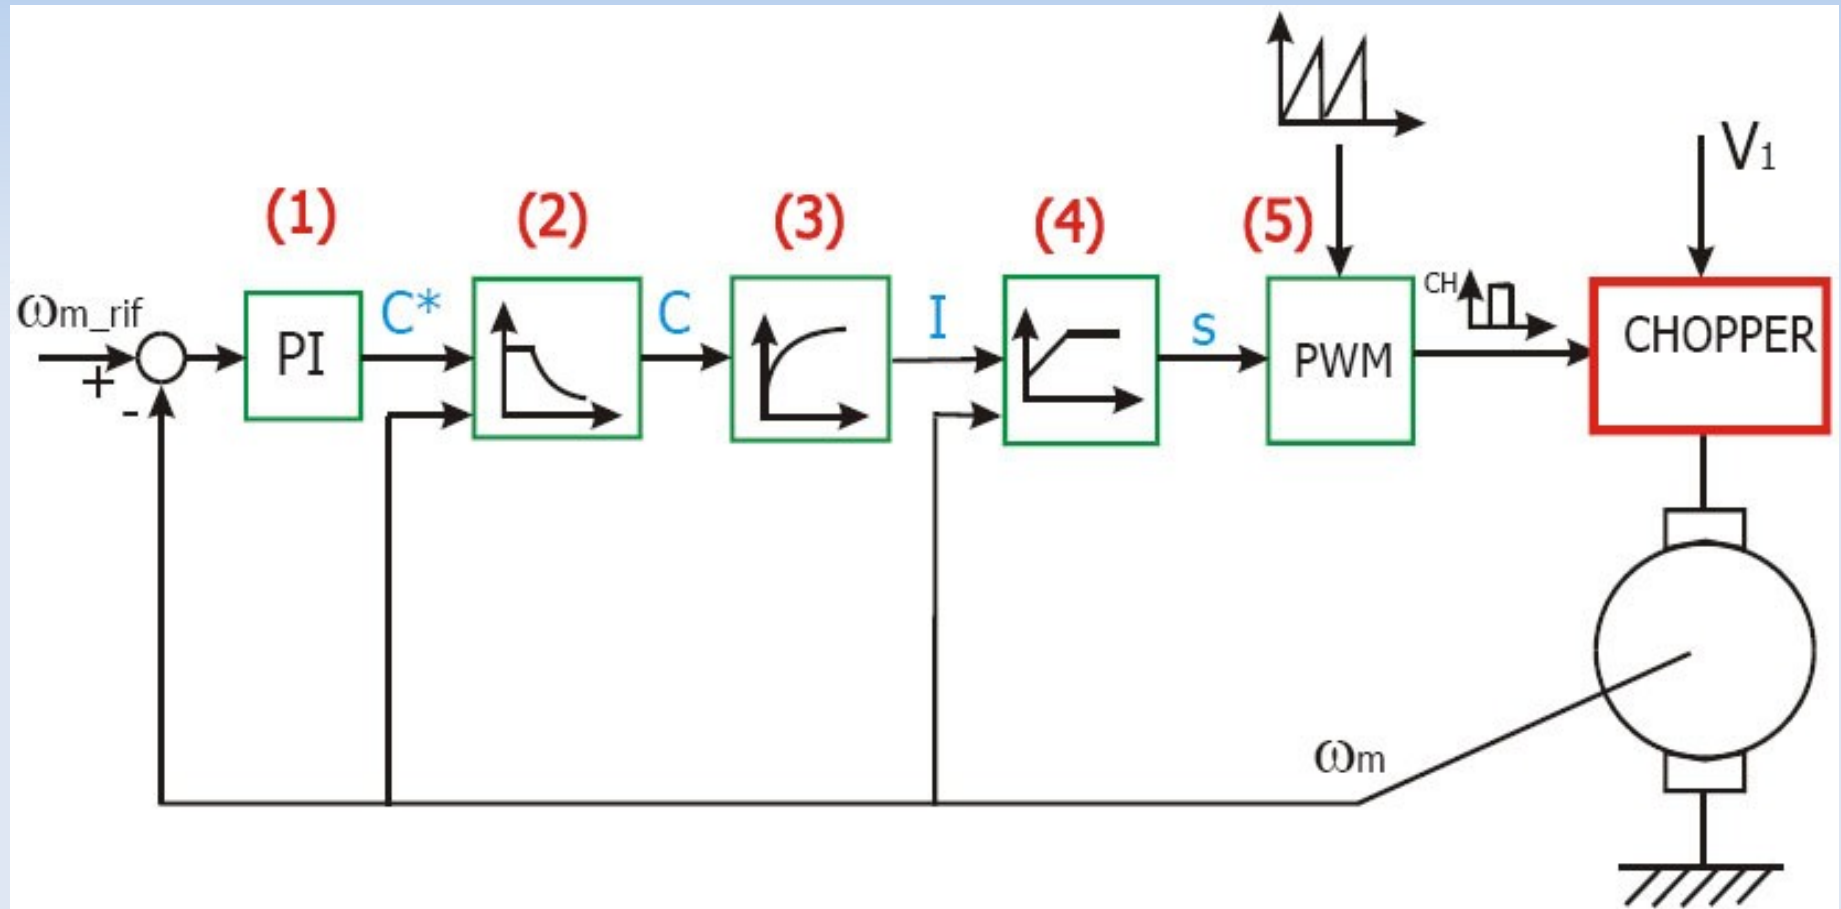 V1
(1)
(2)
(3)
(4)
(5)
ωm_rif
+
-
PI
C*
C
I
s
PWM
CH
CHOPPER
ωm